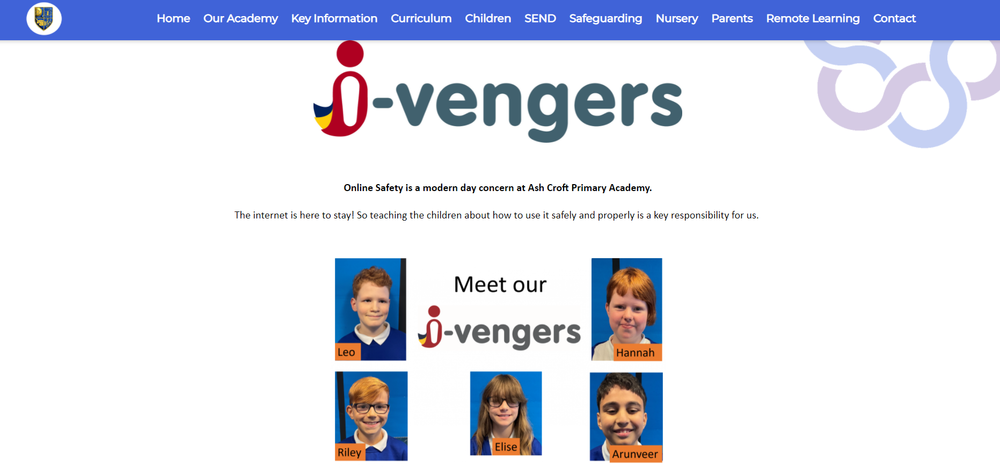 Home Our Academy Key Information Curriculum Children SEND Safeguarding Nursery Parents Remote Learning Contact
i-vengers
Online Safety is a modern day concern at Ash Croft Primary Academy.
The internet is here to stay! So teaching the children about how to use it safely and properly is a key responsibility for us.
Meet our
i-vengers
Leo
Hannah
Riley
Elise
Arunveer